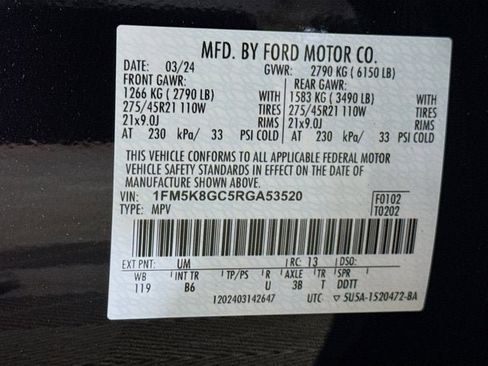 MFD. BY FORD MOTOR CO.
DATE: 03/24 GVWR: 2790 KG ( 6150 LB)
FRONT GAWR: REAR GAWR:
1266 KG ( 2790 LB) 1583 KG ( 3490 LB)
275/45R21 110W TIRES 275/45R21 110W TIRES
21x9.0J RIMS 21x9.0J RIMS
AT 230 kPa/ 33 PSI COLD AT 230 kPa/ 33 PSI COLD
THIS VEHICLE CONFORMS TO ALL APPLICABLE FEDERAL MOTOR
VEHICLE SAFETY STANDARDS IN EFFECT ON THE DATE OF
MANUFACTURE SHOWN ABOVE.
VIN: 1FM5K8GC5RGA53520 F0102
TYPE: MPV T0202
EXT PNT: UM RC: 13 DSO:
WB INT TR TP/PS R AXLE TR SPR
119 B6 U 3B T DDTT
1202403142647 UTC ▽ 5U5A-1520472-BA